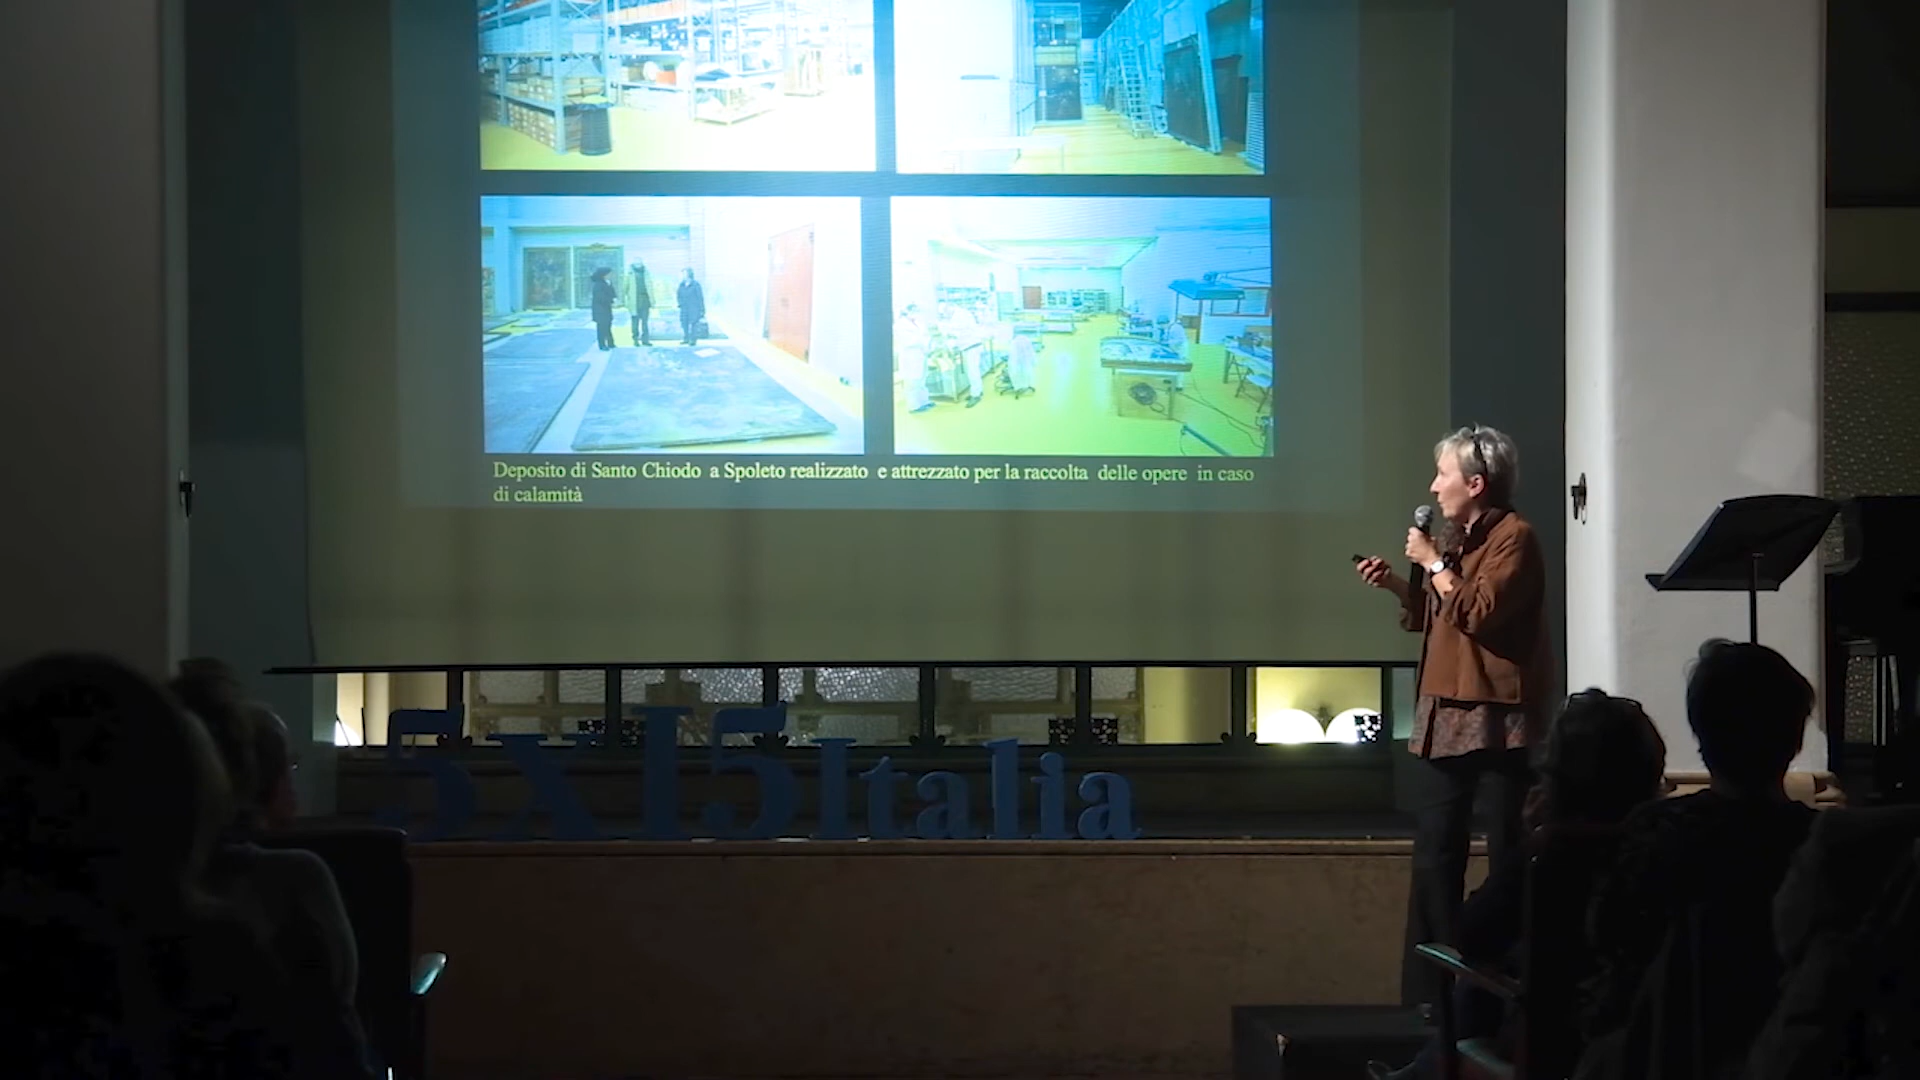 Deposito di Santo Chiodo a Spoleto realizzato e attrezzato per la raccolta delle opere in caso
di calamità
5x15Italia